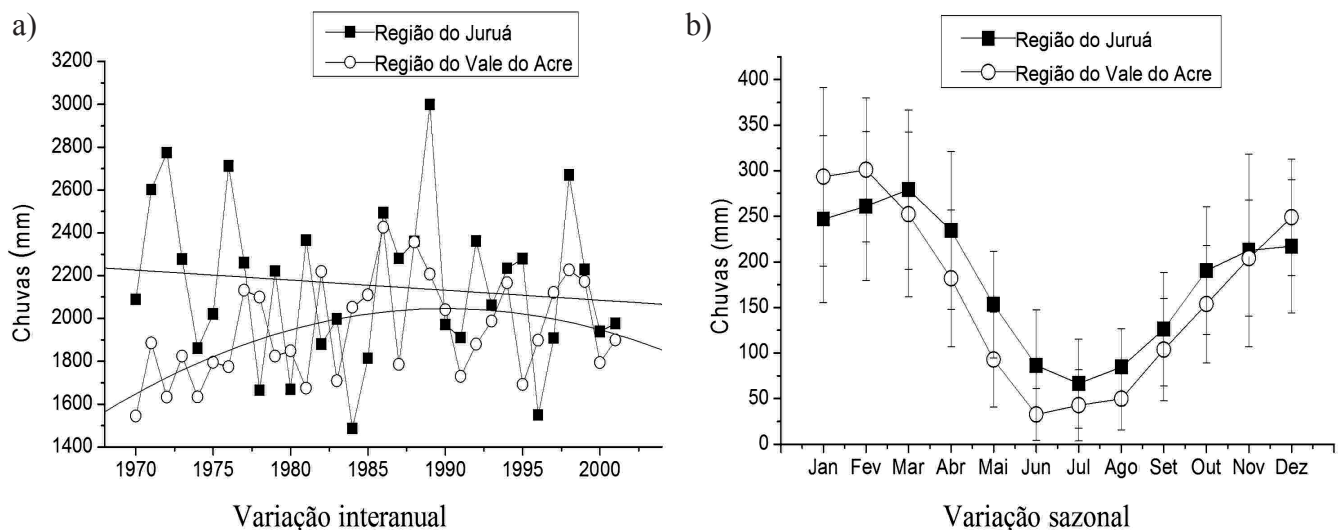 a)
Região do Juruá
Região do Vale do Acre
3200
3000
2800
2600
2400
2200
2000
1800
1600
1400
Chuvas (mm)
1970 1975 1980 1985 1990 1995 2000
Variação interanual
b)
Região do Juruá
Região do Vale do Acre
400
350
300
250
200
150
100
50
0
Chuvas (mm)
Jan Fev Mar Abr Mai Jun Jul Ago Set Out Nov Dez
Variação sazonal